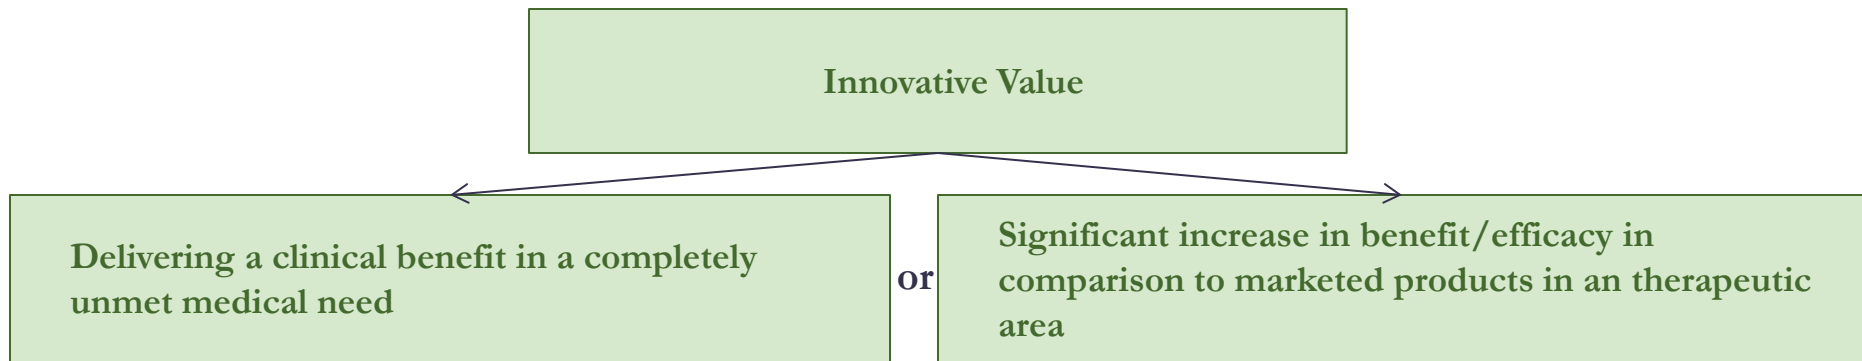 Innovative Value
Delivering a clinical benefit in a completely
unmet medical need
or
Significant increase in benefit/efficacy in
comparison to marketed products in an therapeutic
area